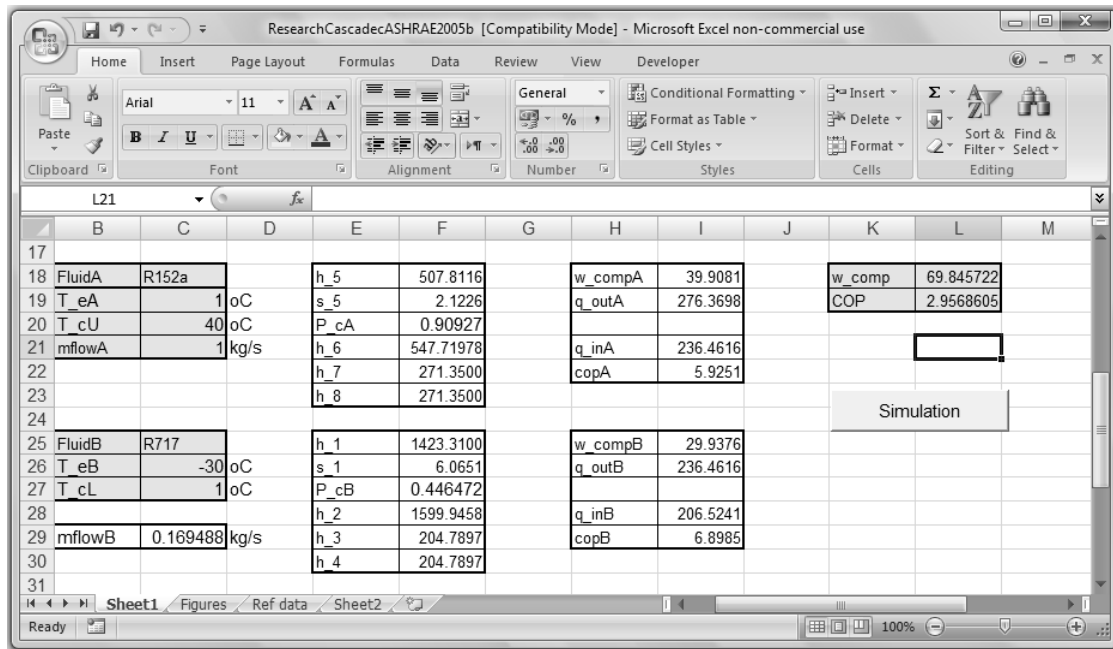 ResearchCascadecASHRAE2005b [Compatibility Mode] - Microsoft Excel non-commercial use
Home Insert Page Layout Formulas Data Review View Developer
Arial 11 A A General Conditional Formatting Insert Σ
Paste B I U A % , Format as Table Delete Sort & Filter Find & Select
Cell Styles Format
Clipboard Font Alignment Number Styles Cells Editing
L21 fx
B C D E F G H I J K L M
17
18 FluidA R152a h_5 507.8116 w_compA 39.9081 w_comp 69.845722
19 T_eA 1 oC s_5 2.1226 q_outA 276.3698 COP 2.9568605
20 T_cU 40 oC P_cA 0.90927
21 mflowA 1 kg/s h_6 547.71978 q_inA 236.4616
22 h_7 271.3500 copA 5.9251
23 h_8 271.3500
Simulation
24
25 FluidB R717 h_1 1423.3100 w_compB 29.9376
26 T_eB -30 oC s_1 6.0651 q_outB 236.4616
27 T_cL 1 oC P_cB 0.446472
28 h_2 1599.9458 q_inB 206.5241
29 mflowB 0.169488 kg/s h_3 204.7897 copB 6.8985
30 h_4 204.7897
31
Sheet1 Figures Ref data Sheet2
Ready 100%